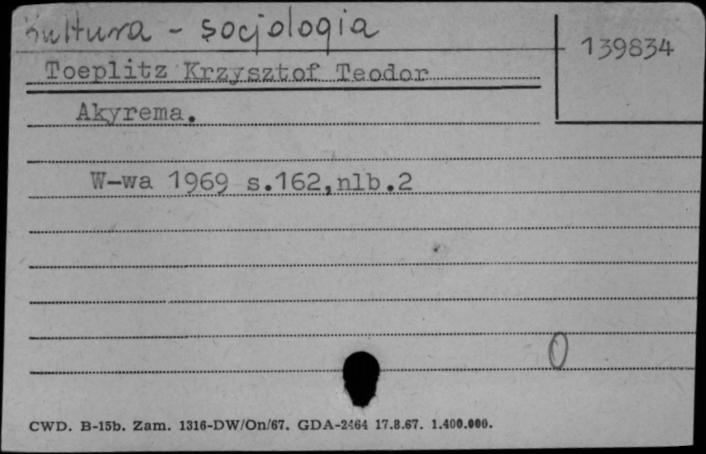 Kultura - socjologia
139834
Toeplitz Krzysztof Teodor
Akyrema.
W-wa 1969 s.162,nlb.2
0
CWD. B-15b. Zam. 1316-DW/On/67. GDA-2464 17.8.67. 1.400.000.